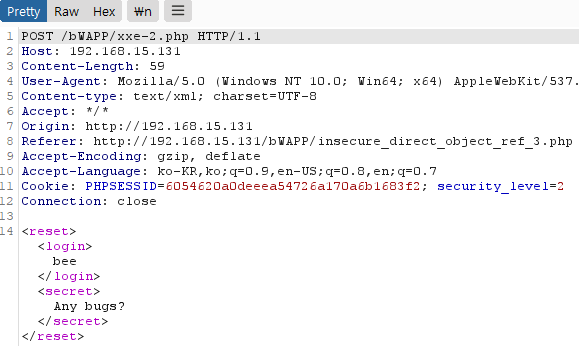 Pretty Raw Hex \n ≡
1 POST /bWAPP/xxe-2.php HTTP/1.1
2 Host: 192.168.15.131
3 Content-Length: 59
4 User-Agent: Mozilla/5.0 (Windows NT 10.0; Win64; x64) AppleWebKit/537.
5 Content-type: text/xml; charset=UTF-8
6 Accept: */*
7 Origin: http://192.168.15.131
8 Referer: http://192.168.15.131/bWAPP/insecure_direct_object_ref_3.php
9 Accept-Encoding: gzip, deflate
10 Accept-Language: ko-KR,ko;q=0.9,en-US;q=0.8,en;q=0.7
11 Cookie: PHPSESSID=6054620a0deeea54726a170a6b1683f2; security_level=2
12 Connection: close
13
14 <reset>
<login>
bee
</login>
<secret>
Any bugs?
</secret>
</reset>